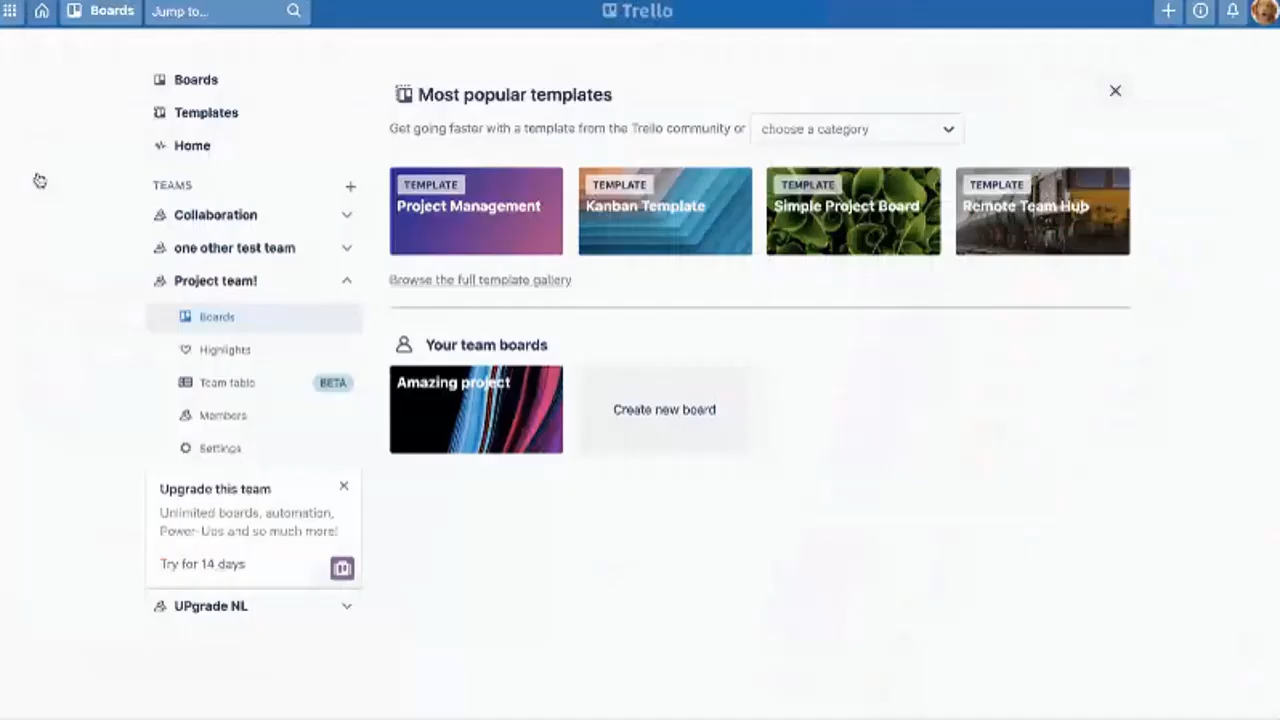 Boards
Jump to...
Trello
Boards
Templates
Home
TEAMS
Collaboration
one other test team
Project team!
Boards
Highlights
Team table
BETA
Members
Settings
Upgrade this team
Unlimited boards, automation,
Power-Ups and so much more!
Try for 14 days
UPgrade NL
Most popular templates
Get going faster with a template from the Trello community or
choose a category
TEMPLATE
Project Management
TEMPLATE
Kanban Template
TEMPLATE
Simple Project Board
TEMPLATE
Remote Team Hub
Browse the full template gallery
Your team boards
Amazing project
Create new board